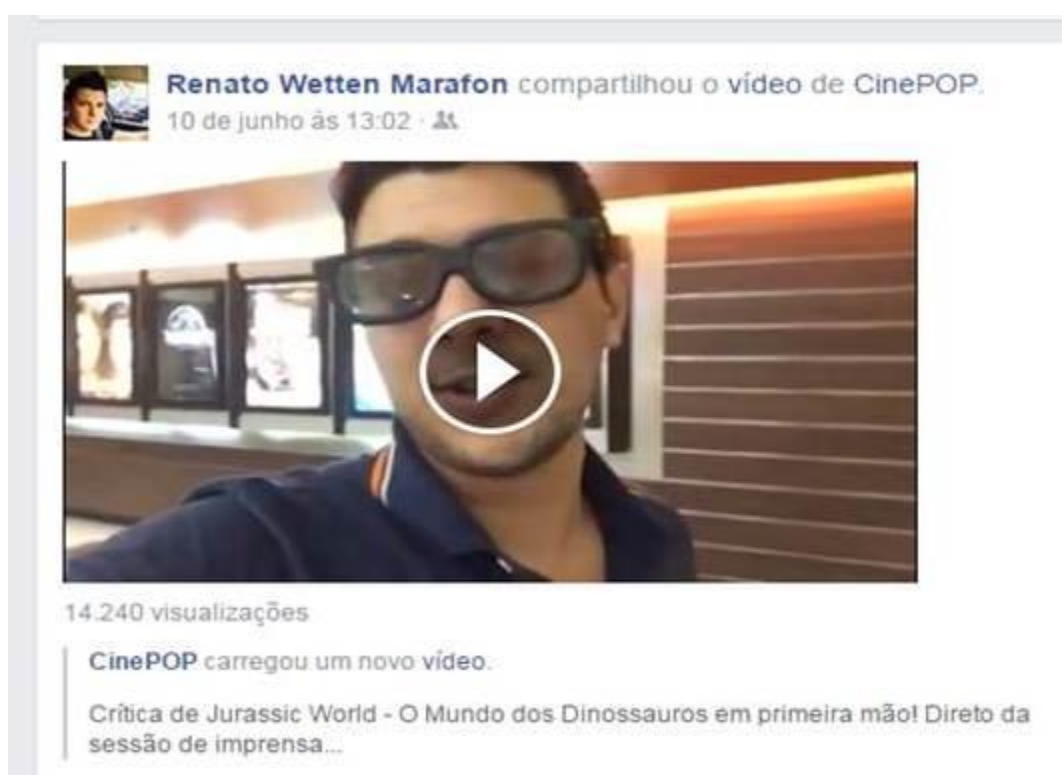 Renato Wetten Marafon compartilhou o vídeo de CinePOP.
10 de junho às 13:02 ·
14.240 visualizações
CinePOP carregou um novo vídeo.
Crítica de Jurassic World - O Mundo dos Dinossauros em primeira mão! Direto da
sessão de imprensa...